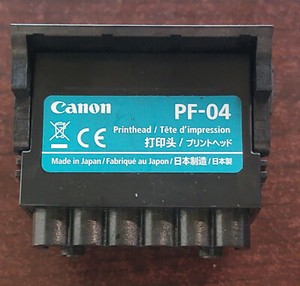 Canon PF-04
Printhead / Tête d'impression
打印头 / プリントヘッド
Made in Japan / Fabriqué au Japon / 日本制造 / 日本製